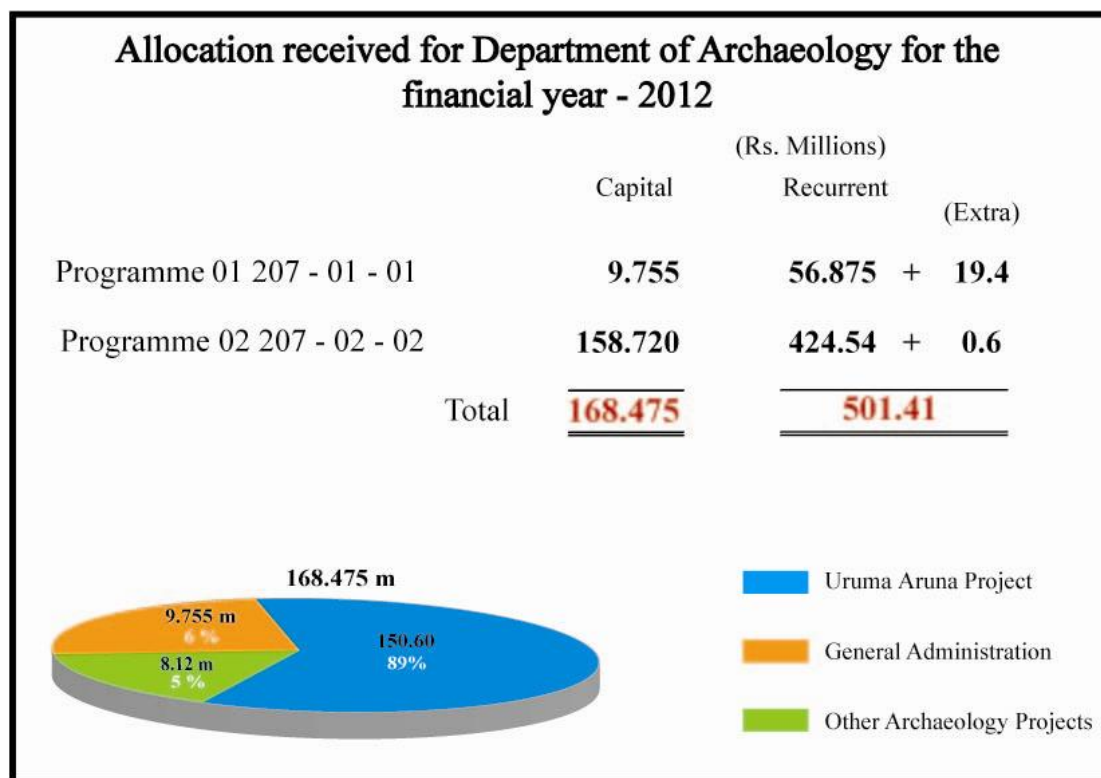 Allocation received for Department of Archaeology for the
financial year - 2012
(Rs. Millions)
Capital Recurrent
(Extra)
Programme 01 207 - 01 - 01 9.755 56.875 + 19.4
Programme 02 207 - 02 - 02 158.720 424.54 + 0.6
Total 168.475 501.41
168.475 m
9.755 m
6 %
8.12 m
5 %
150.60
89%
Uruma Aruna Project
General Administration
Other Archaeology Projects